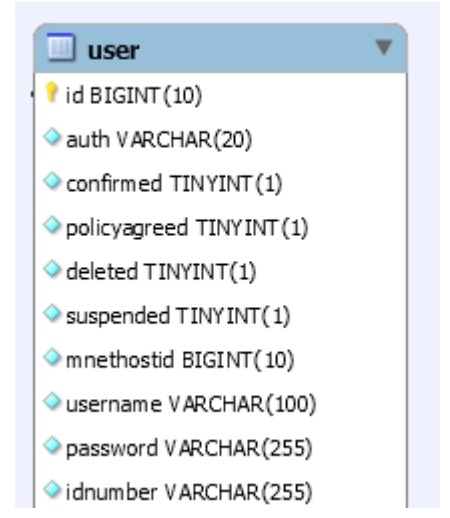 user
id BIGINT(10)
auth VARCHAR(20)
confirmed TINYINT(1)
policyagreed TINYINT(1)
deleted TINYINT(1)
suspended TINYINT(1)
mnethostid BIGINT(10)
username VARCHAR(100)
password VARCHAR(255)
idnumber VARCHAR(255)